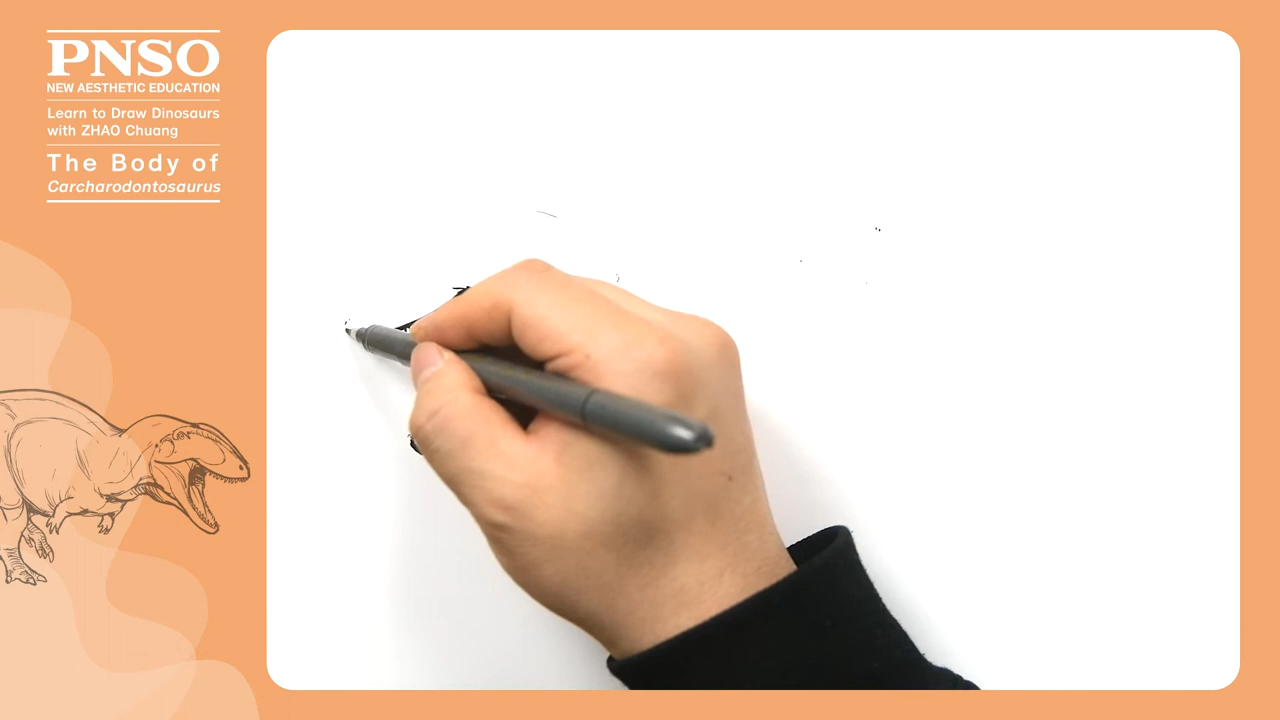 PNSO
NEW AESTHETIC EDUCATION
Learn to Draw Dinosaurs
with ZHAO Chuang
The Body of
Carcharodontosaurus